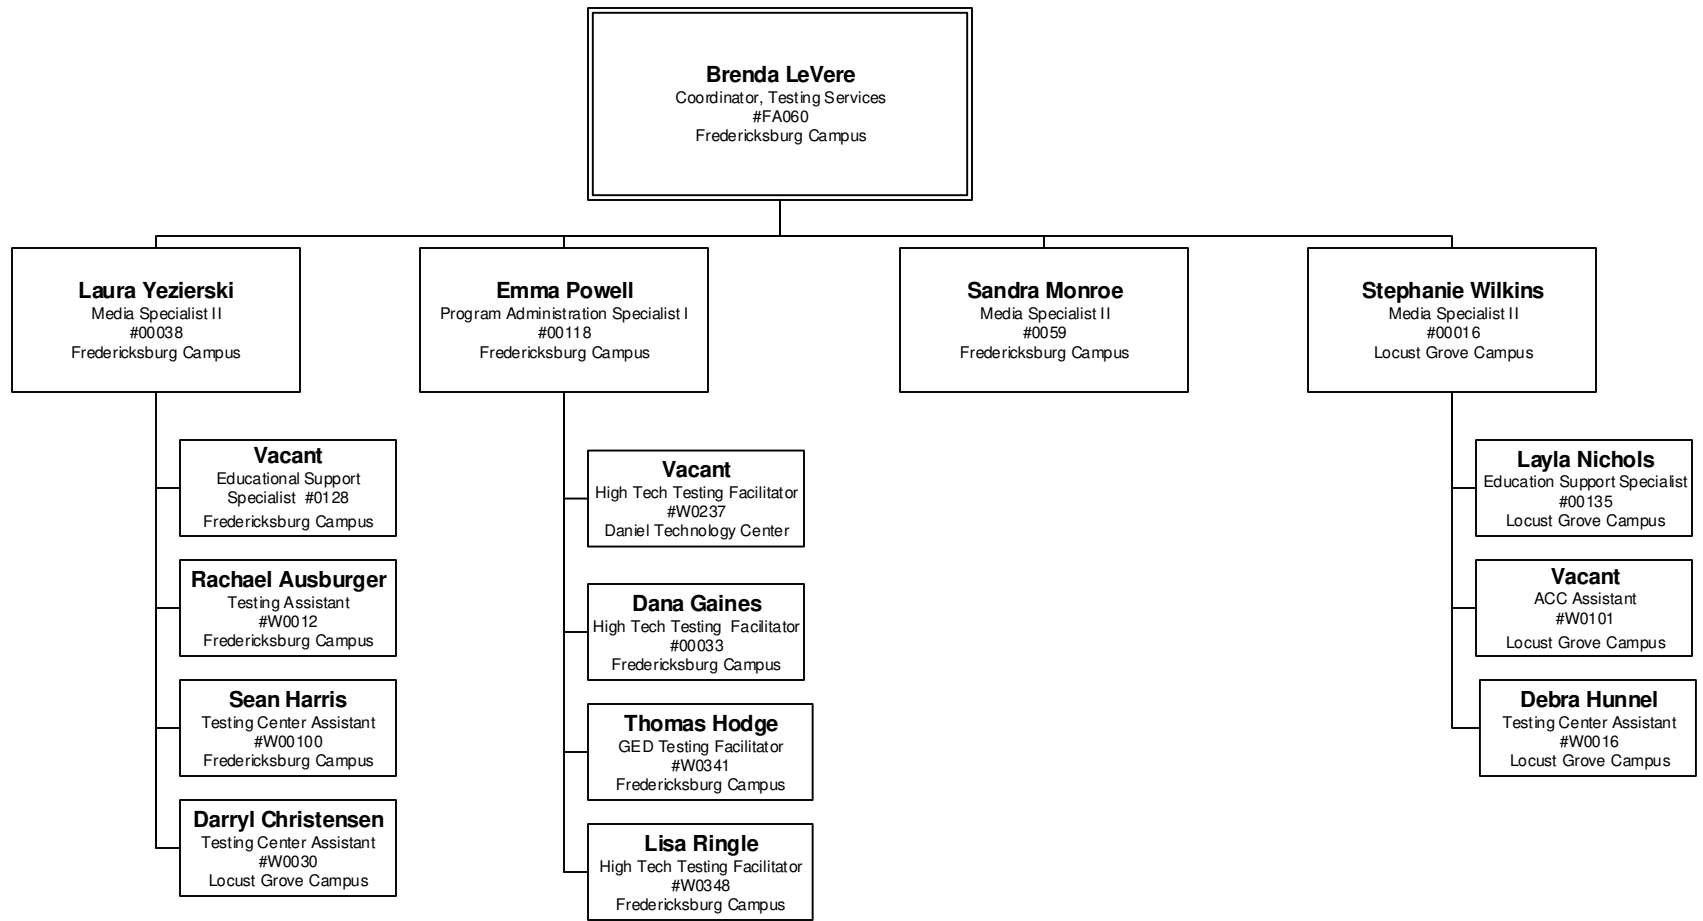 Brenda LeVere
Coordinator, Testing Services
#FA060
Fredericksburg Campus
Laura Yezierski
Media Specialist II
#00038
Fredericksburg Campus
Emma Powell
Program Administration Specialist I
#00118
Fredericksburg Campus
Sandra Monroe
Media Specialist II
#0059
Fredericksburg Campus
Stephanie Wilkins
Media Specialist II
#00016
Locust Grove Campus
Vacant
Educational Support
Specialist #0128
Fredericksburg Campus
Rachael Ausburger
Testing Assistant
#W0012
Fredericksburg Campus
Sean Harris
Testing Center Assistant
#W00100
Fredericksburg Campus
Darryl Christensen
Testing Center Assistant
#W0030
Locust Grove Campus
Vacant
High Tech Testing Facilitator
#W0237
Daniel Technology Center
Dana Gaines
High Tech Testing Facilitator
#00033
Fredericksburg Campus
Thomas Hodge
GED Testing Facilitator
#W0341
Fredericksburg Campus
Lisa Ringle
High Tech Testing Facilitator
#W0348
Fredericksburg Campus
Layla Nichols
Education Support Specialist
#00135
Locust Grove Campus
Vacant
ACC Assistant
#W0101
Locust Grove Campus
Debra Hunnel
Testing Center Assistant
#W0016
Locust Grove Campus